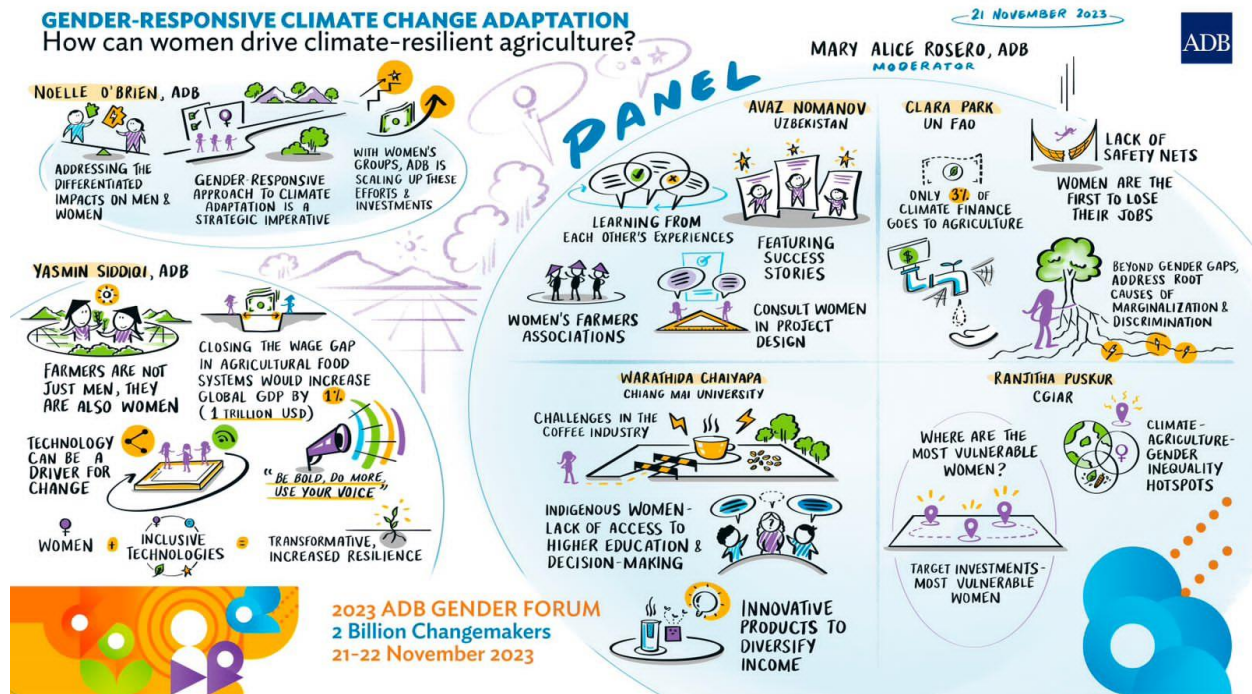 GENDER-RESPONSIVE CLIMATE CHANGE ADAPTATION
How can women drive climate-resilient agriculture?
21 NOVEMBER 2023
ADB
NOELLE O'BRIEN, ADB
ADDRESSING THE
DIFFERENTIATED
IMPACTS ON MEN &
WOMEN
GENDER-RESPONSIVE
APPROACH TO CLIMATE
ADAPTATION IS A
STRATEGIC IMPERATIVE
WITH WOMEN'S
GROUPS, ADB IS
SCALING UP THESE
EFFORTS &
INVESTMENTS
YASMIN SIDDIQI, ADB
FARMERS ARE NOT
JUST MEN, THEY
ARE ALSO WOMEN
CLOSING THE WAGE GAP
IN AGRICULTURAL FOOD
SYSTEMS WOULD INCREASE
GLOBAL GDP BY 1%
(1 TRILLION USD)
TECHNOLOGY
CAN BE A
DRIVER FOR
CHANGE
"BE BOLD, DO MORE,
USE YOUR VOICE"
WOMEN + INCLUSIVE
TECHNOLOGIES = TRANSFORMATIVE,
INCREASED RESILIENCE
PANEL
MARY ALICE ROSERO, ADB
MODERATOR
AVAZ NOMANOV
UZBEKISTAN
LEARNING FROM
EACH OTHER'S EXPERIENCES
FEATURING
SUCCESS
STORIES
WOMEN'S FARMERS
ASSOCIATIONS
CONSULT WOMEN
IN PROJECT
DESIGN
CLARA PARK
UN FAO
ONLY 3% OF
CLIMATE FINANCE
GOES TO AGRICULTURE
$
LACK OF
SAFETY NETS
WOMEN ARE THE
FIRST TO LOSE
THEIR JOBS
BEYOND GENDER GAPS,
ADDRESS ROOT
CAUSES OF
MARGINALIZATION &
DISCRIMINATION
WARATHIDA CHAIYAPA
CHIANG MAI UNIVERSITY
CHALLENGES IN THE
COFFEE INDUSTRY
INDIGENOUS WOMEN-
LACK OF ACCESS TO
HIGHER EDUCATION &
DECISION-MAKING
INNOVATIVE
PRODUCTS TO
DIVERSIFY
INCOME
RANJITHA PUSKUR
CGIAR
WHERE ARE THE
MOST VULNERABLE
WOMEN?
TARGET INVESTMENTS-
MOST VULNERABLE
WOMEN
CLIMATE-
AGRICULTURE-
GENDER
INEQUALITY
HOTSPOTS
2023 ADB GENDER FORUM
2 Billion Changemakers
21-22 November 2023